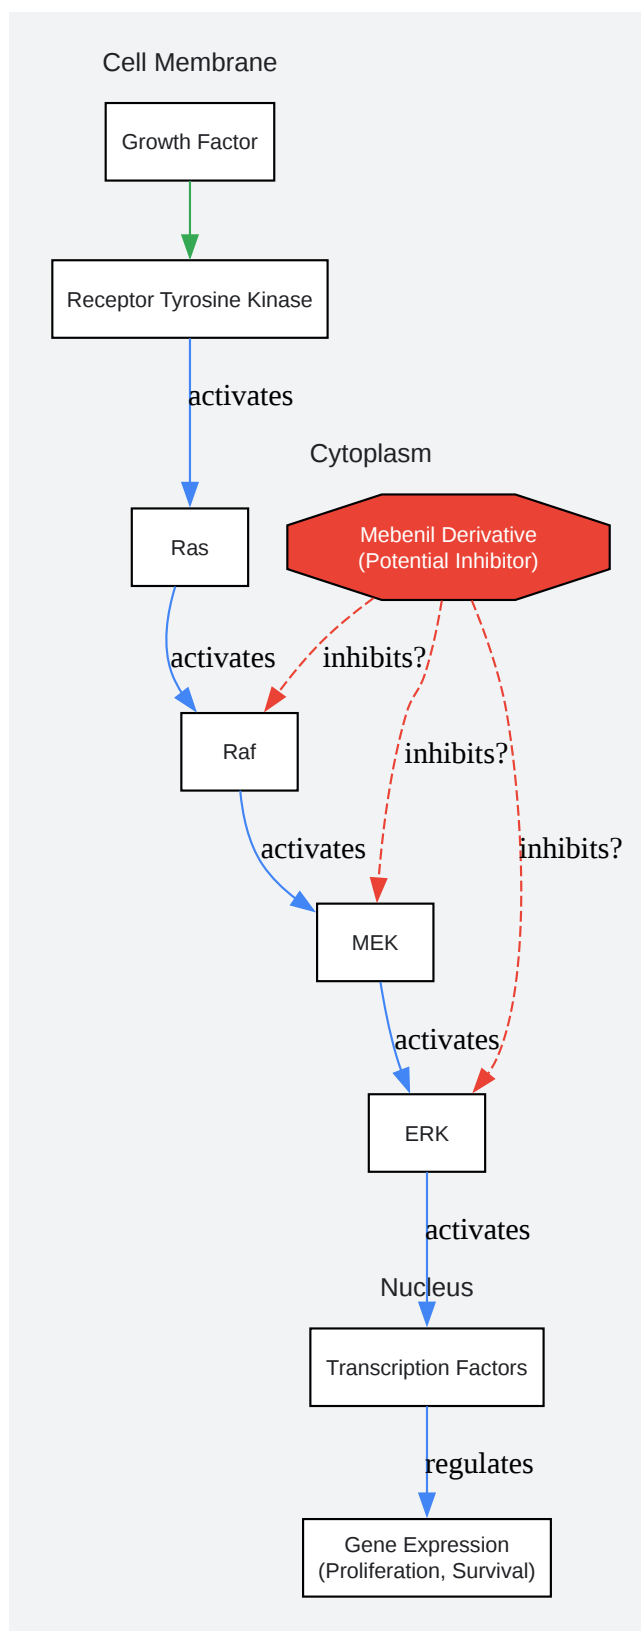 Cell Membrane
Growth Factor
Receptor Tyrosine Kinase
activates
Cytoplasm
Ras
Mebenil Derivative
(Potential Inhibitor)
activates
inhibits?
Raf
inhibits?
activates
inhibits?
MEK
activates
ERK
activates
Nucleus
Transcription Factors
regulates
Gene Expression
(Proliferation, Survival)